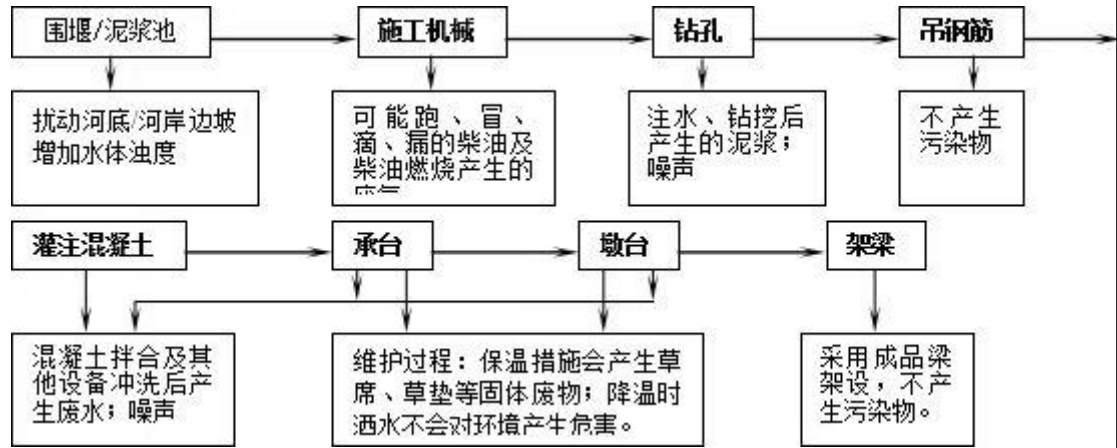 围堰/泥浆池
施工机械
钻孔
吊钢筋
扰动河底/河岸边坡
增加水体浊度
可能跑、冒、
滴、漏的柴油及
柴油燃烧产生的
废气
注水、钻挖后
产生的泥浆；
噪声
不产生
污染物
灌注混凝土
承台
墩台
架梁
混凝土拌合及其
他设备冲洗后产
生废水；噪声
维护过程：保温措施会产生草
席、草垫等固体废物；降温时
洒水不会对环境产生危害。
采用成品梁
架设，不产
生污染物。